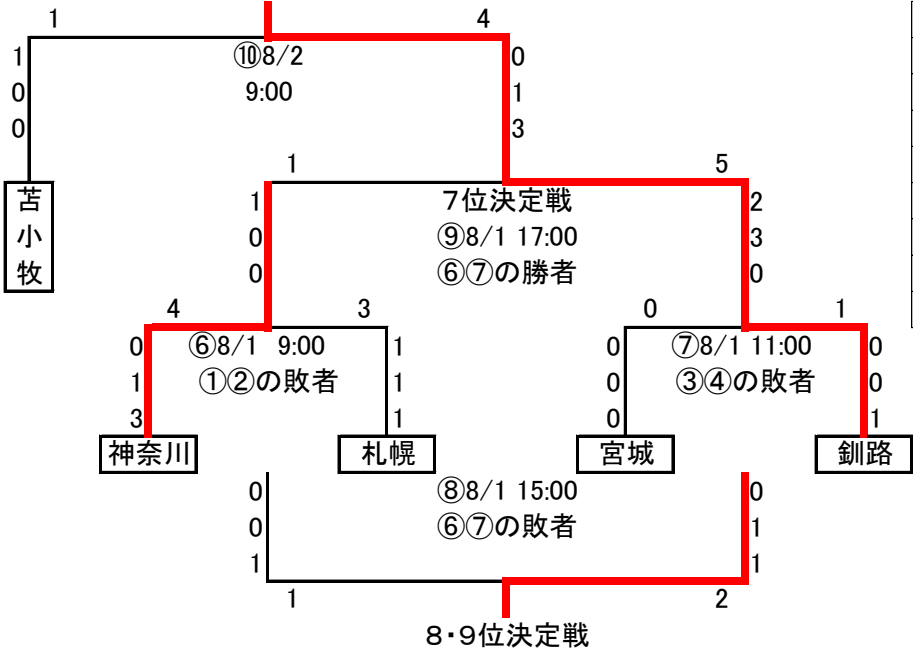 1 4
⑩8/2
9:00
1 0
0 1
0 3
1 5
苫
小
牧
7位決定戦
⑨8/1 17:00
⑥⑦の勝者
1 2
0 3
0 0
4 3 0 1
0 ⑥8/1 9:00 1 0 ⑦8/1 11:00 0
1 ①②の敗者 1 0 ③④の敗者 0
3 1 0 1
神奈川 札幌 宮城 釧路
0 ⑧8/1 15:00 0
0 ⑥⑦の敗者 1
1 1
1 2
8・9位決定戦